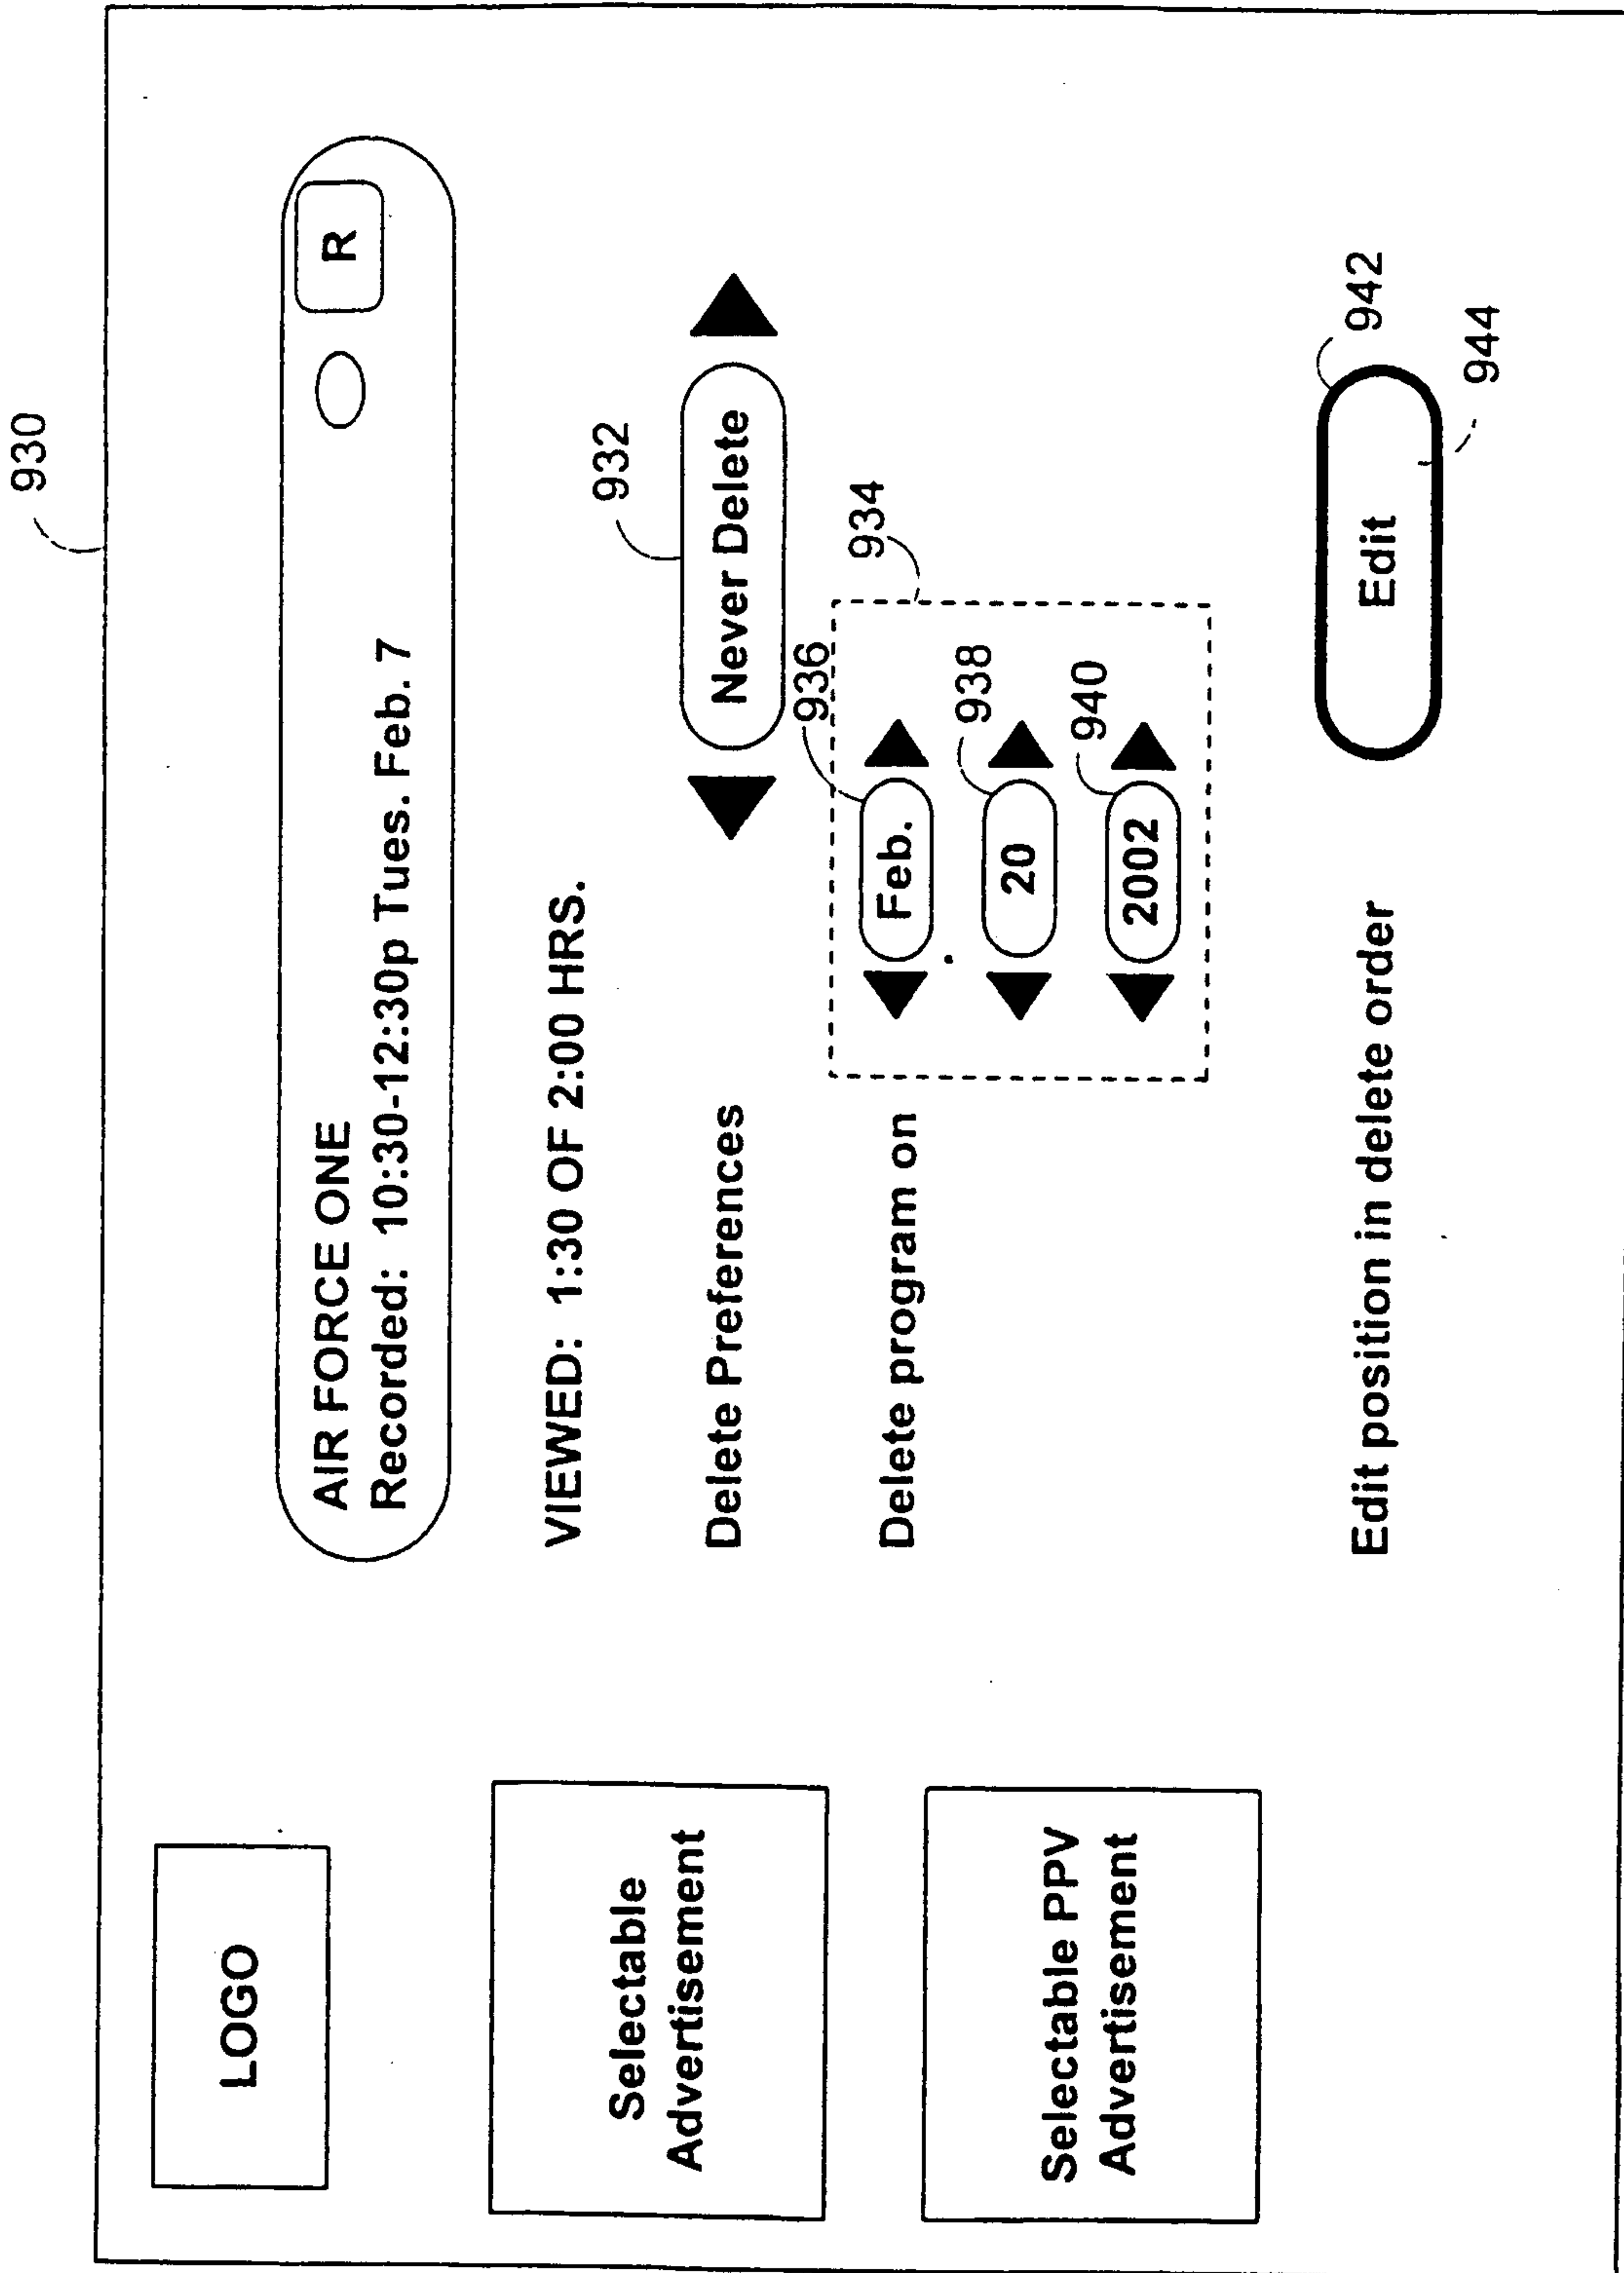 930
LOGO
AIR FORCE ONE
R
Recorded: 10:30-12:30p Tues. Feb. 7
Selectable
Advertisement
VIEWED: 1:30 OF 2:00 HRS.
932
Delete Preferences
Never Delete
934
936
Selectable PPV
Advertisement
Delete program on
Feb.
938
20
940
2002
Edit position in delete order
Edit
942
944